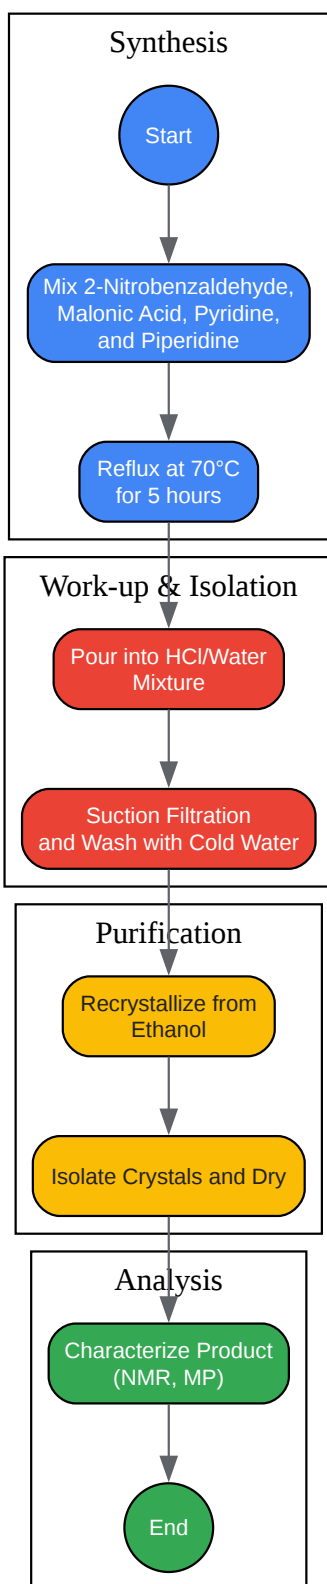 Synthesis
Start
Mix 2-Nitrobenzaldehyde,
Malonic Acid, Pyridine,
and Piperidine
Reflux at 70°C
for 5 hours
Work-up & Isolation
Pour into HCl/Water
Mixture
Suction Filtration
and Wash with Cold Water
Purification
Recrystallize from
Ethanol
Isolate Crystals and Dry
Analysis
Characterize Product
(NMR, MP)
End